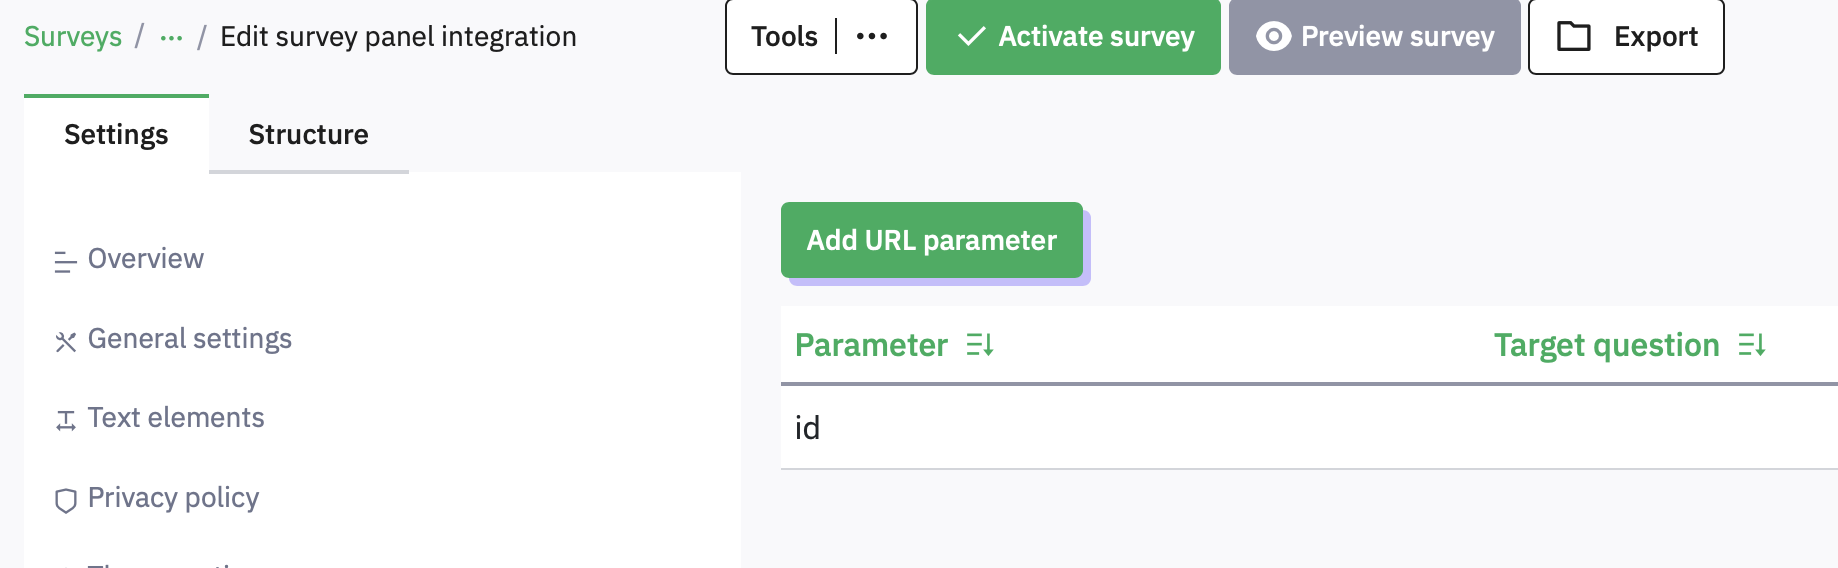 Surveys / ... / Edit survey panel integration
Tools | ...
Activate survey
Preview survey
Export
Settings
Structure
Overview
General settings
Text elements
Privacy policy
Add URL parameter
Parameter
Target question
id